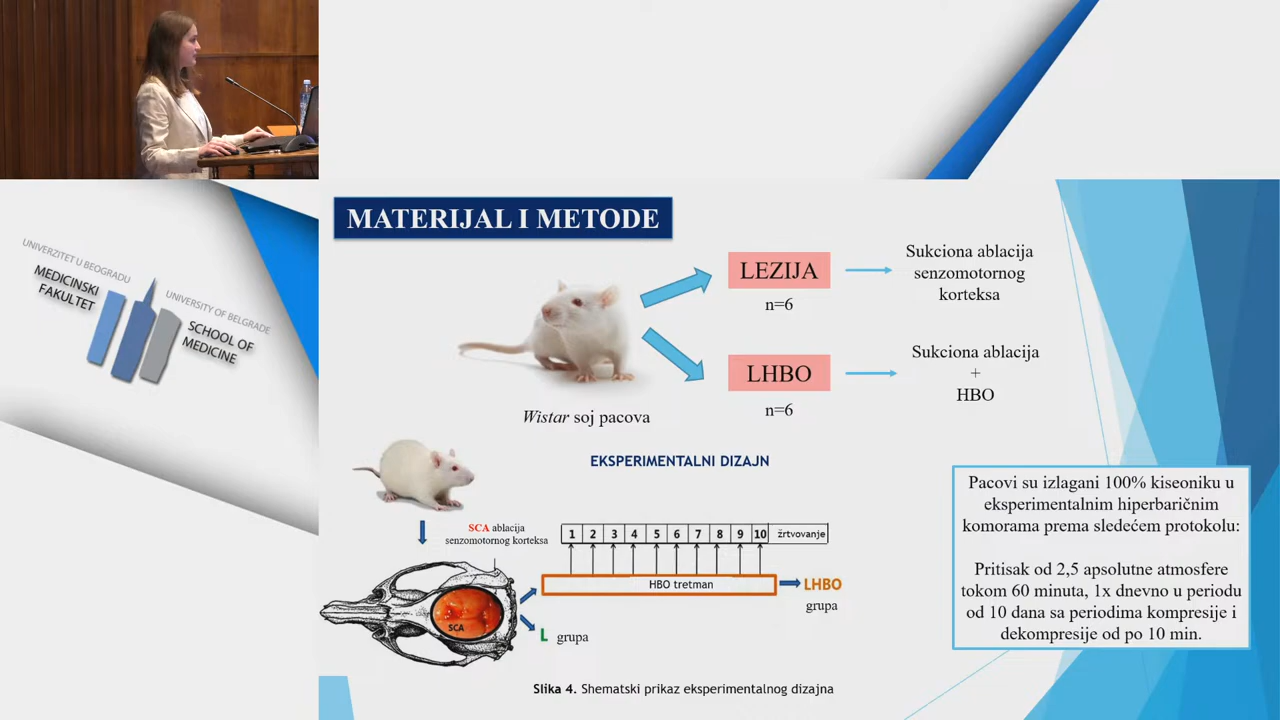 UNIVERZITET U BEOGRADU
MEDICINSKI
FAKULTET
UNIVERSITY OF BELGRADE
SCHOOL OF
MEDICINE
MATERIJAL I METODE
LEZIJA
n=6
Sukciona ablacija
senzomotornog
korteksa
LHBO
n=6
Sukciona ablacija
+
HBO
Wistar soj pacova
EKSPERIMENTALNI DIZAJN
SCA ablacija
senzomotornog korteksa
1 2 3 4 5 6 7 8 9 10 žrtvovanje
HBO tretman
LHBO
grupa
SCA
L grupa
Slika 4. Shematski prikaz eksperimentalnog dizajna
Pacovi su izlagani 100% kiseoniku u
eksperimentalnim hiperbaričnim
komorama prema sledećem protokolu:
Pritisak od 2,5 apsolutne atmosfere
tokom 60 minuta, 1x dnevno u periodu
od 10 dana sa periodima kompresije i
dekompresije od po 10 min.